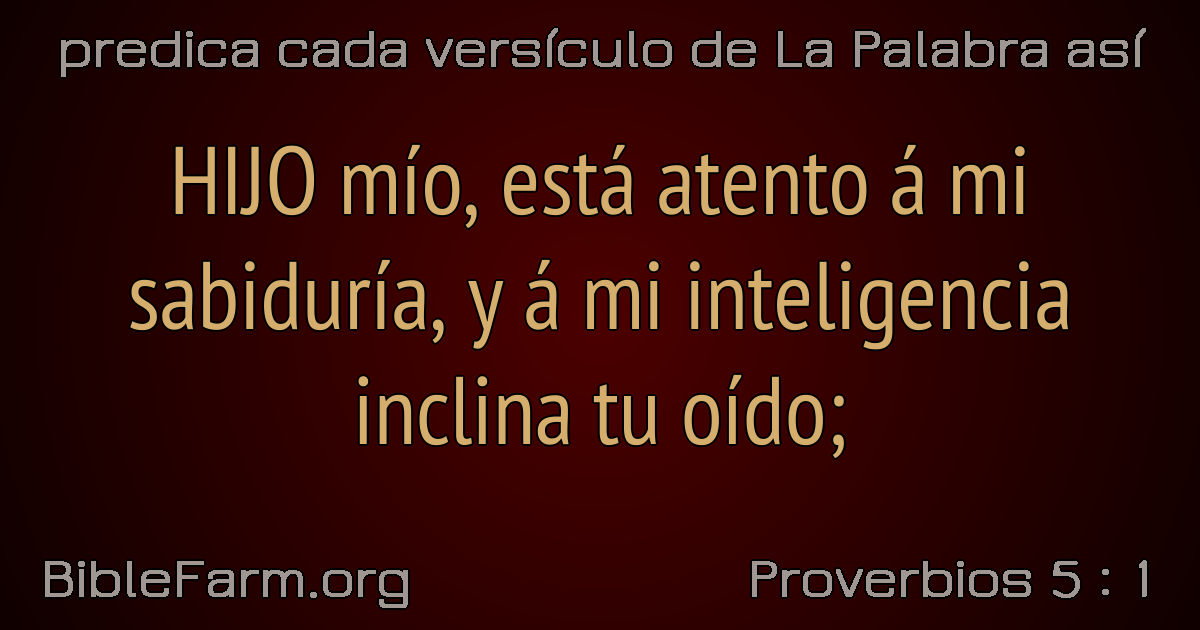 predica cada versículo de La Palabra así
HIJO mío, está atento á mi
sabiduría, y á mi inteligencia
inclina tu oído;
BibleFarm.org
Proverbios 5 : 1